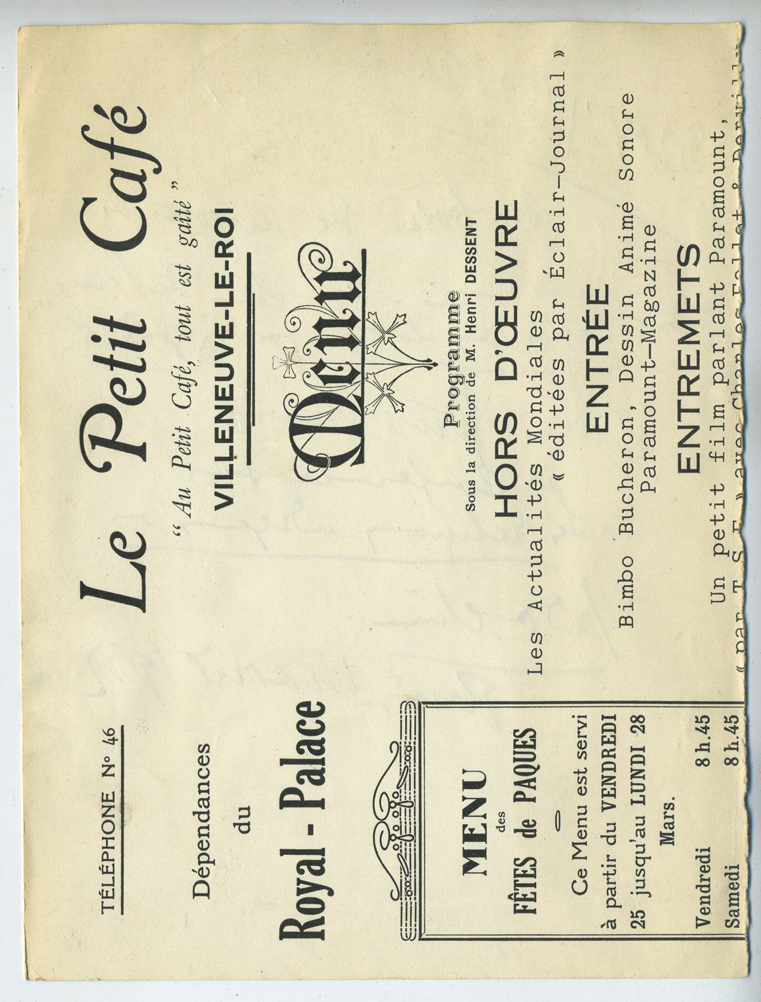 TÉLÉPHONE N° 46
Dépendances
du
Royal - Palace
MENU
des
FÊTES de PAQUES
Ce Menu est servi
à partir du VENDREDI
25 jusqu'au LUNDI 28
Mars.
Vendredi 8 h. 45
Samedi 8 h. 45
Le Petit Café
“ Au Petit Café, tout est gaîté ”
VILLENEUVE-LE-ROI
Menu
Programme
Sous la direction de M. Henri DESSENT
HORS D'ŒUVRE
Les Actualités Mondiales
« éditées par Éclair-Journal »
ENTRÉE
Bimbo Bucheron, Dessin Animé Sonore
Paramount-Magazine
ENTREMETS
Un petit film parlant Paramount,
« par T. S. F. » avec Charles